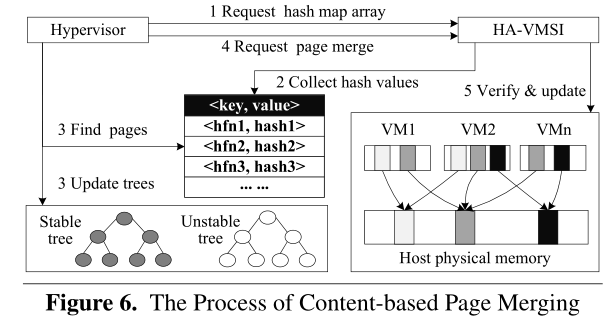 1 Request hash map array
Hypervisor
HA-VMSI
4 Request page merge
2 Collect hash values
5 Verify & update
<key, value>
<hfn1, hash1>
<hfn2, hash2>
<hfn3, hash3>
... ...
3 Find pages
3 Update trees
VM1 VM2 VMn
Stable
tree
Unstable
tree
Host physical memory
Figure 6. The Process of Content-based Page Merging